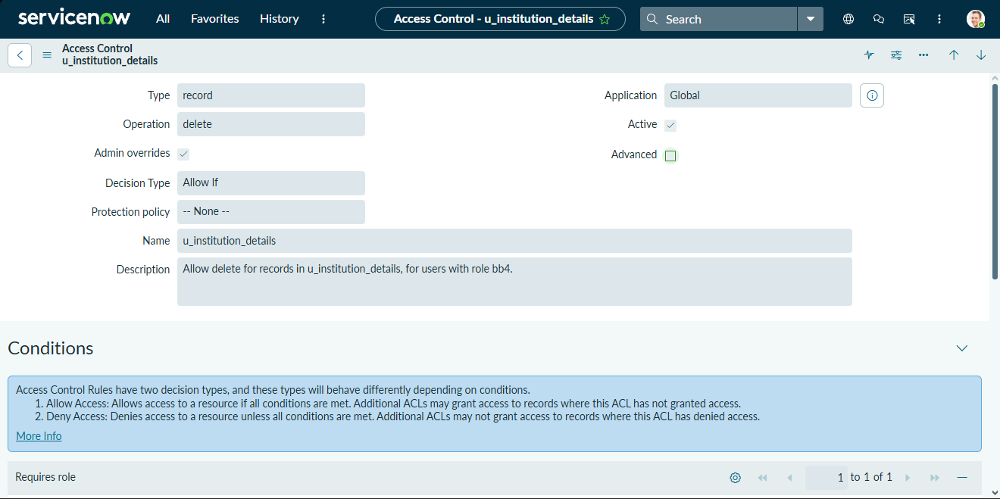 servicenow All Favorites History Access Control - u_institution_details Search
Access Control
u_institution_details
Type record Application Global
Operation delete Active
Admin overrides Advanced
Decision Type Allow If
Protection policy -- None --
Name u_institution_details
Description Allow delete for records in u_institution_details, for users with role bb4.
Conditions
Access Control Rules have two decision types, and these types will behave differently depending on conditions.
1. Allow Access: Allows access to a resource if all conditions are met. Additional ACLs may grant access to records where this ACL has not granted access.
2. Deny Access: Denies access to a resource unless all conditions are met. Additional ACLs may not grant access to records where this ACL has denied access.
More Info
Requires role 1 to 1 of 1